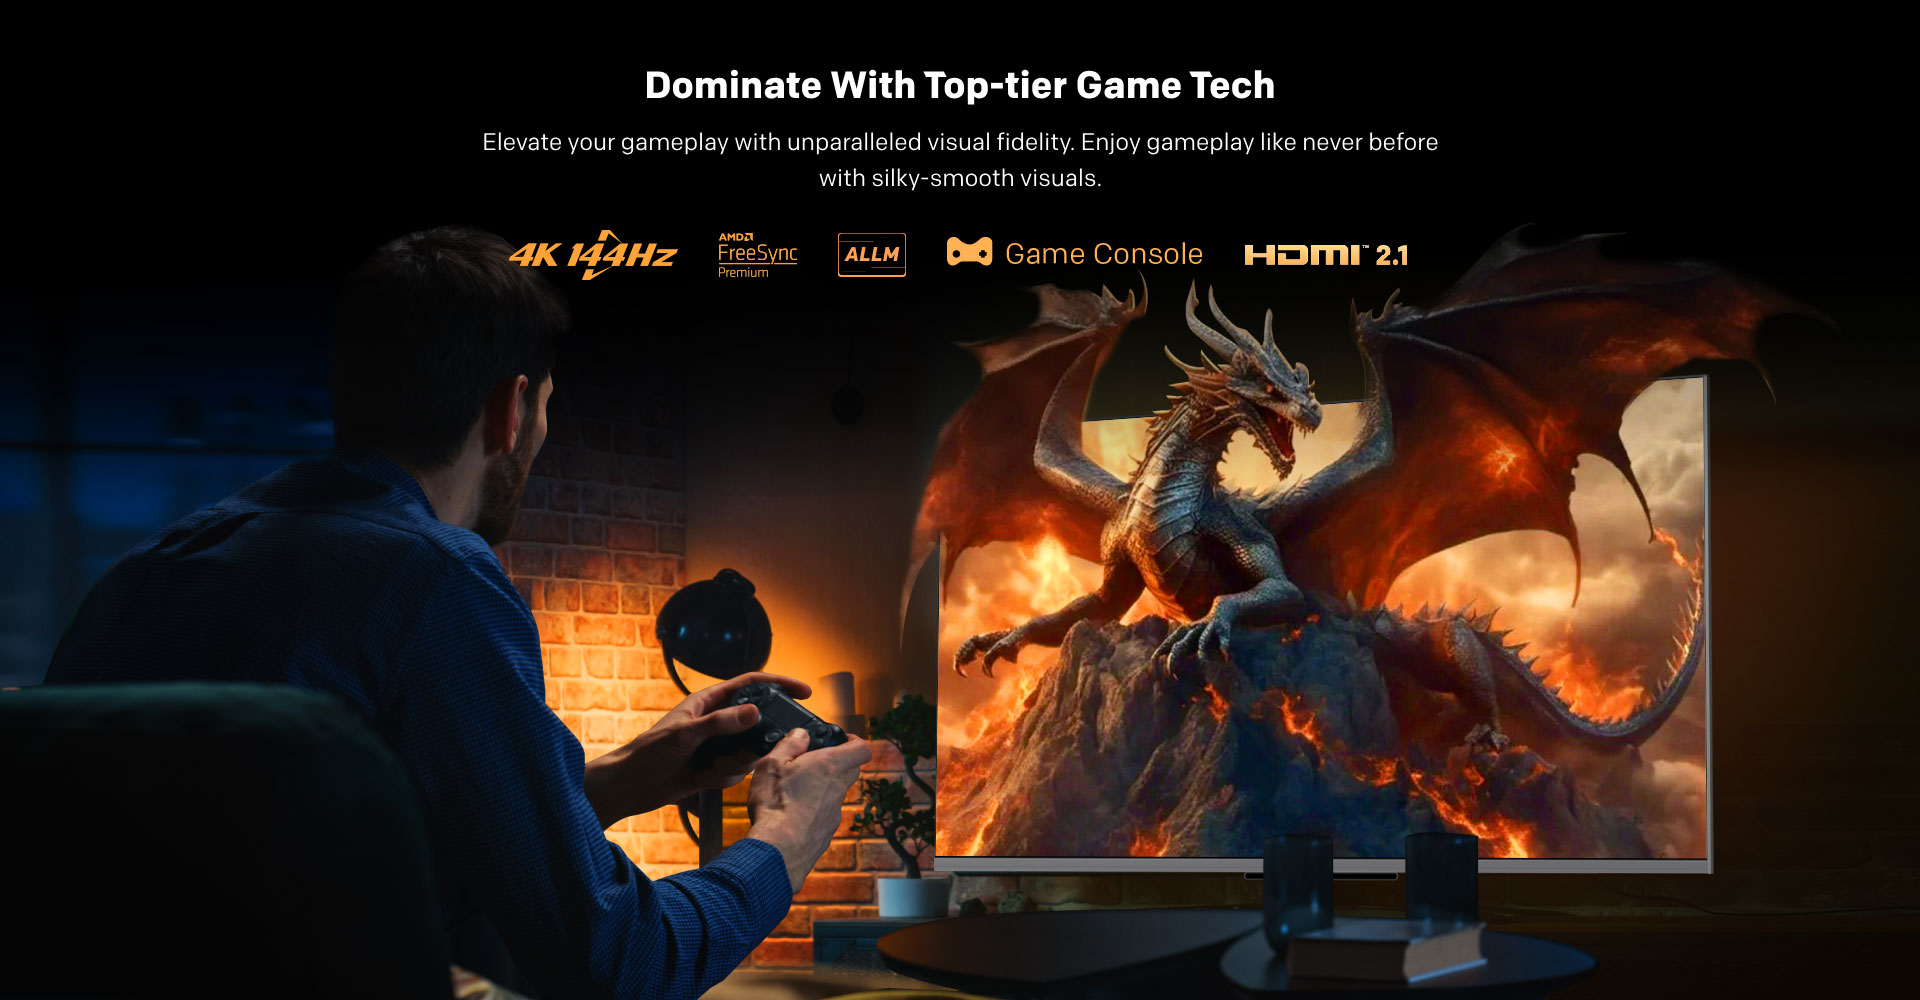 Dominate With Top-tier Game Tech
Elevate your gameplay with unparalleled visual fidelity. Enjoy gameplay like never before
with silky-smooth visuals.
4K 144Hz
AMD
FreeSync
Premium
ALLM
Game Console
HDMI™ 2.1